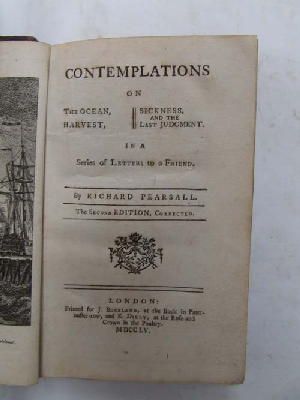 CONTEMPLATIONS
ON
THE OCEAN,
HARVEST,
SICKNESS,
AND THE
LAST JUDGMENT.
IN A
Series of LETTERS to a FRIEND.
By RICHARD PEARSALL.
The SECOND EDITION, CORRECTED.
LONDON:
Printed for J. BUCKLAND, at the Buck in Pater-
noster-row, and E. DILLY, at the Rose and
Crown in the Poultry.
MDCCLV.